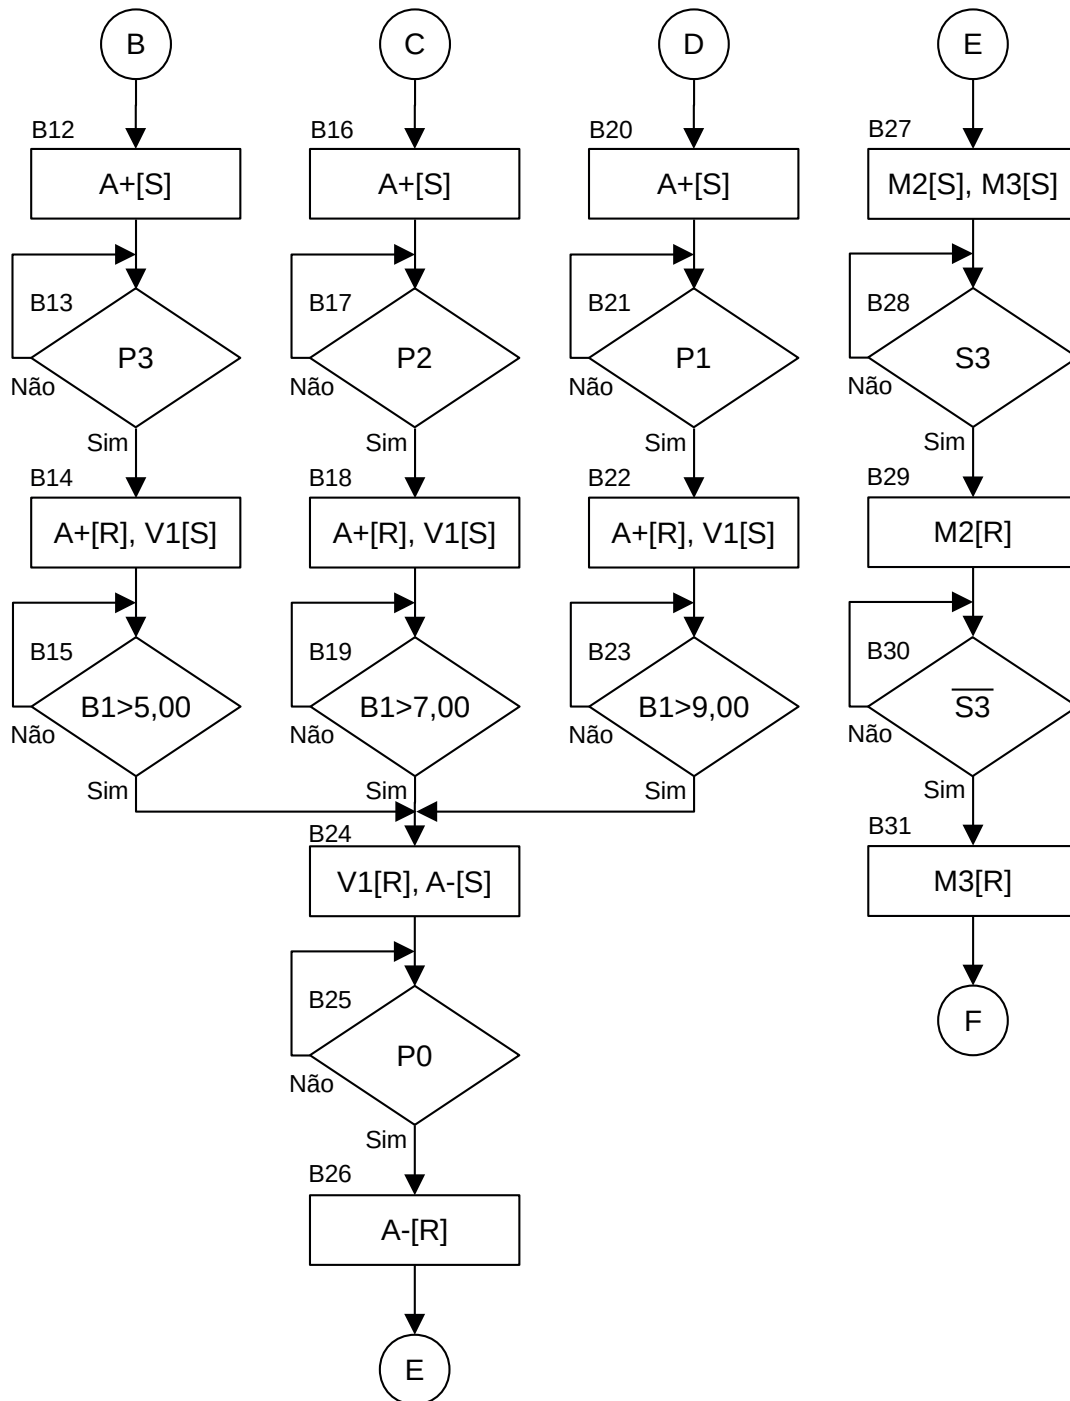 B
C
D
E
B12
B16
B20
B27
A+[S]
A+[S]
A+[S]
M2[S], M3[S]
B13
B17
B21
B28
P3
P2
P1
S3
Não
Não
Não
Não
Sim
Sim
Sim
Sim
B14
B18
B22
B29
A+[R], V1[S]
A+[R], V1[S]
A+[R], V1[S]
M2[R]
B15
B19
B23
B30
B1>5,00
B1>7,00
B1>9,00
S̅3̅
Não
Não
Não
Não
Sim
Sim
Sim
Sim
B24
B31
V1[R], A-[S]
M3[R]
B25
F
P0
Não
Sim
B26
A-[R]
E